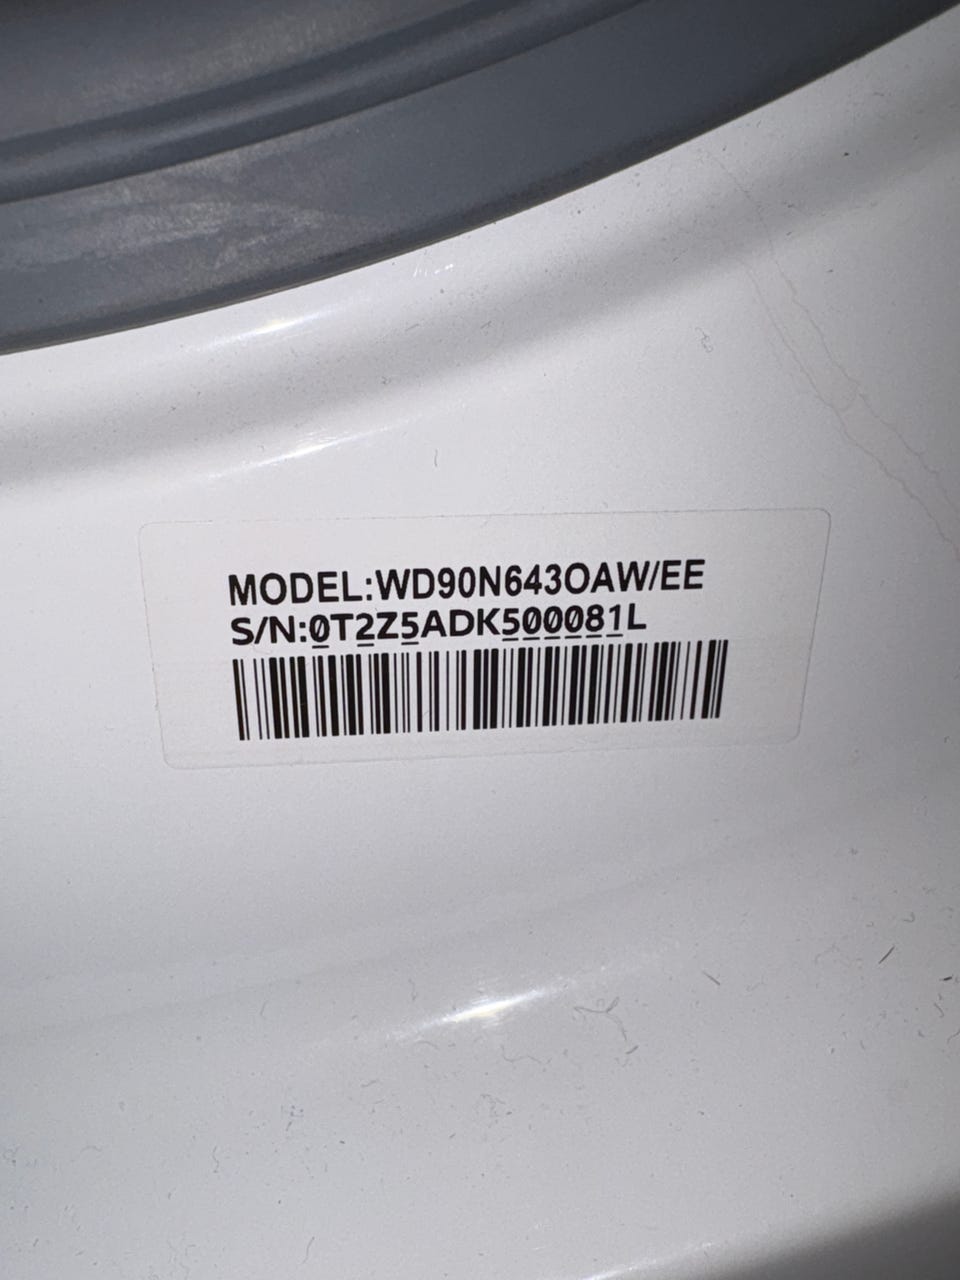 MODEL:WD90N643OAW/EE
S/N:0T2Z5ADK500081L